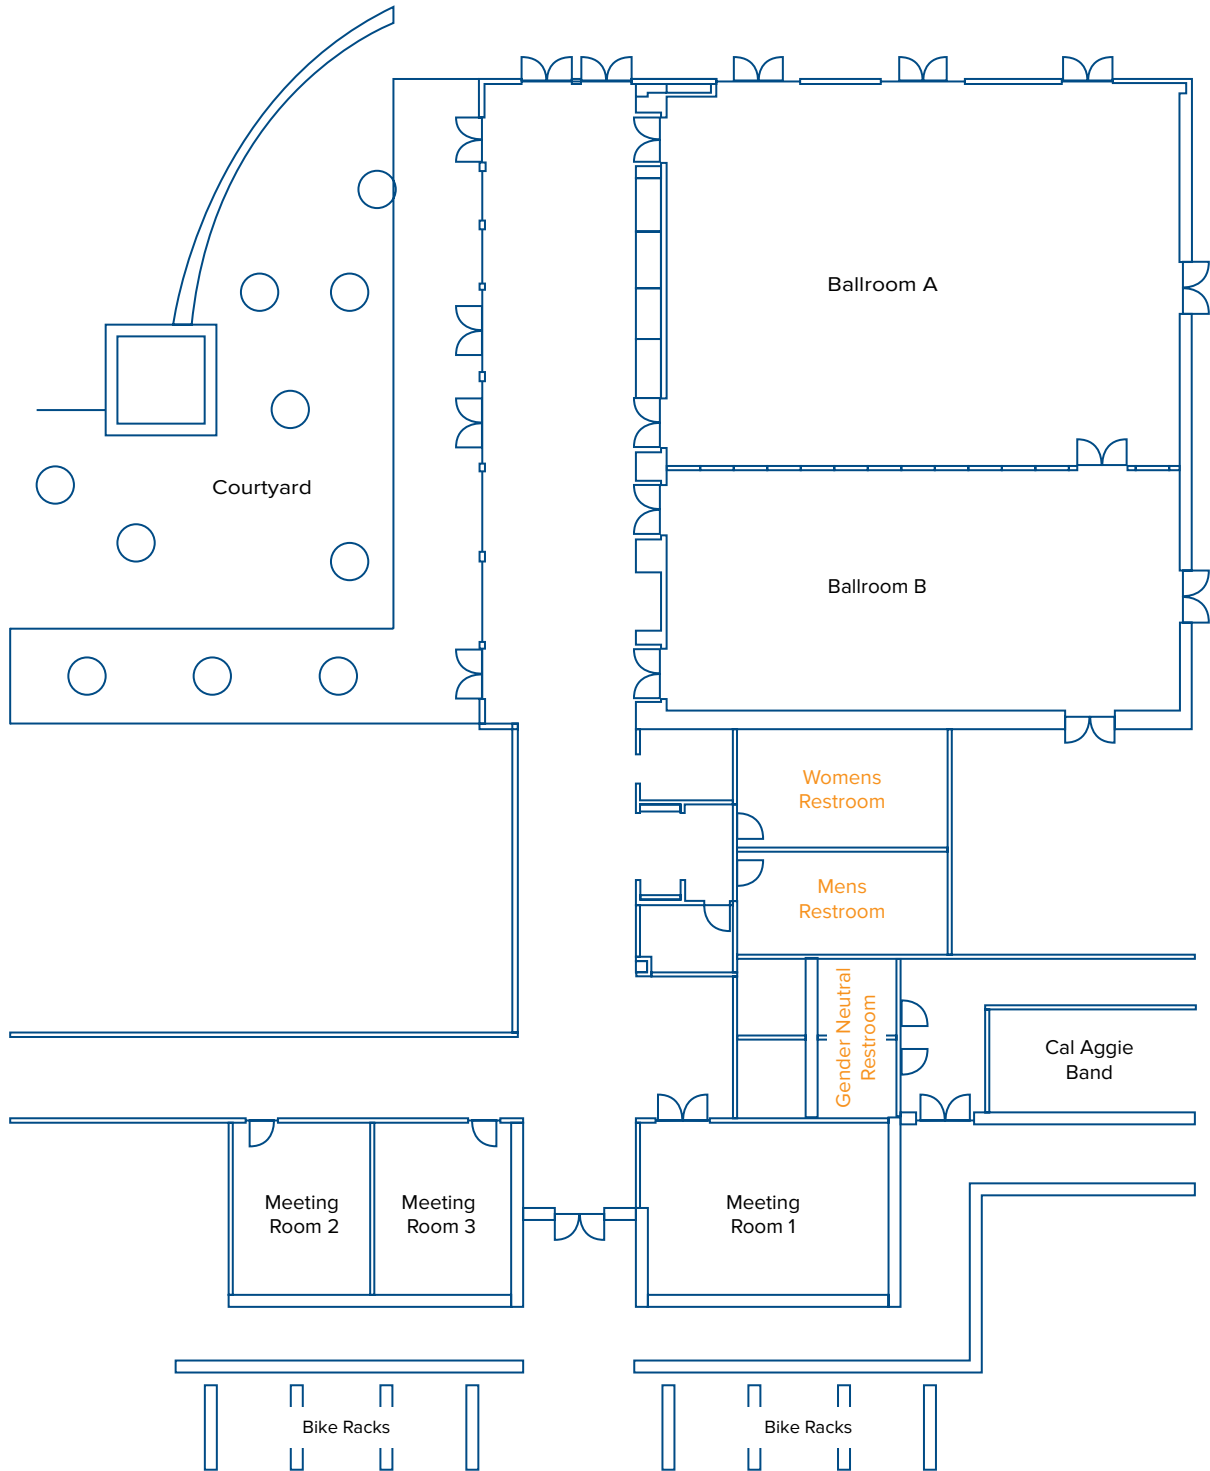 Ballroom A
Courtyard
Ballroom B
Womens
Restroom
Mens
Restroom
Gender Neutral
Restroom
Cal Aggie
Band
Meeting
Room 2
Meeting
Room 3
Meeting
Room 1
Bike Racks
Bike Racks